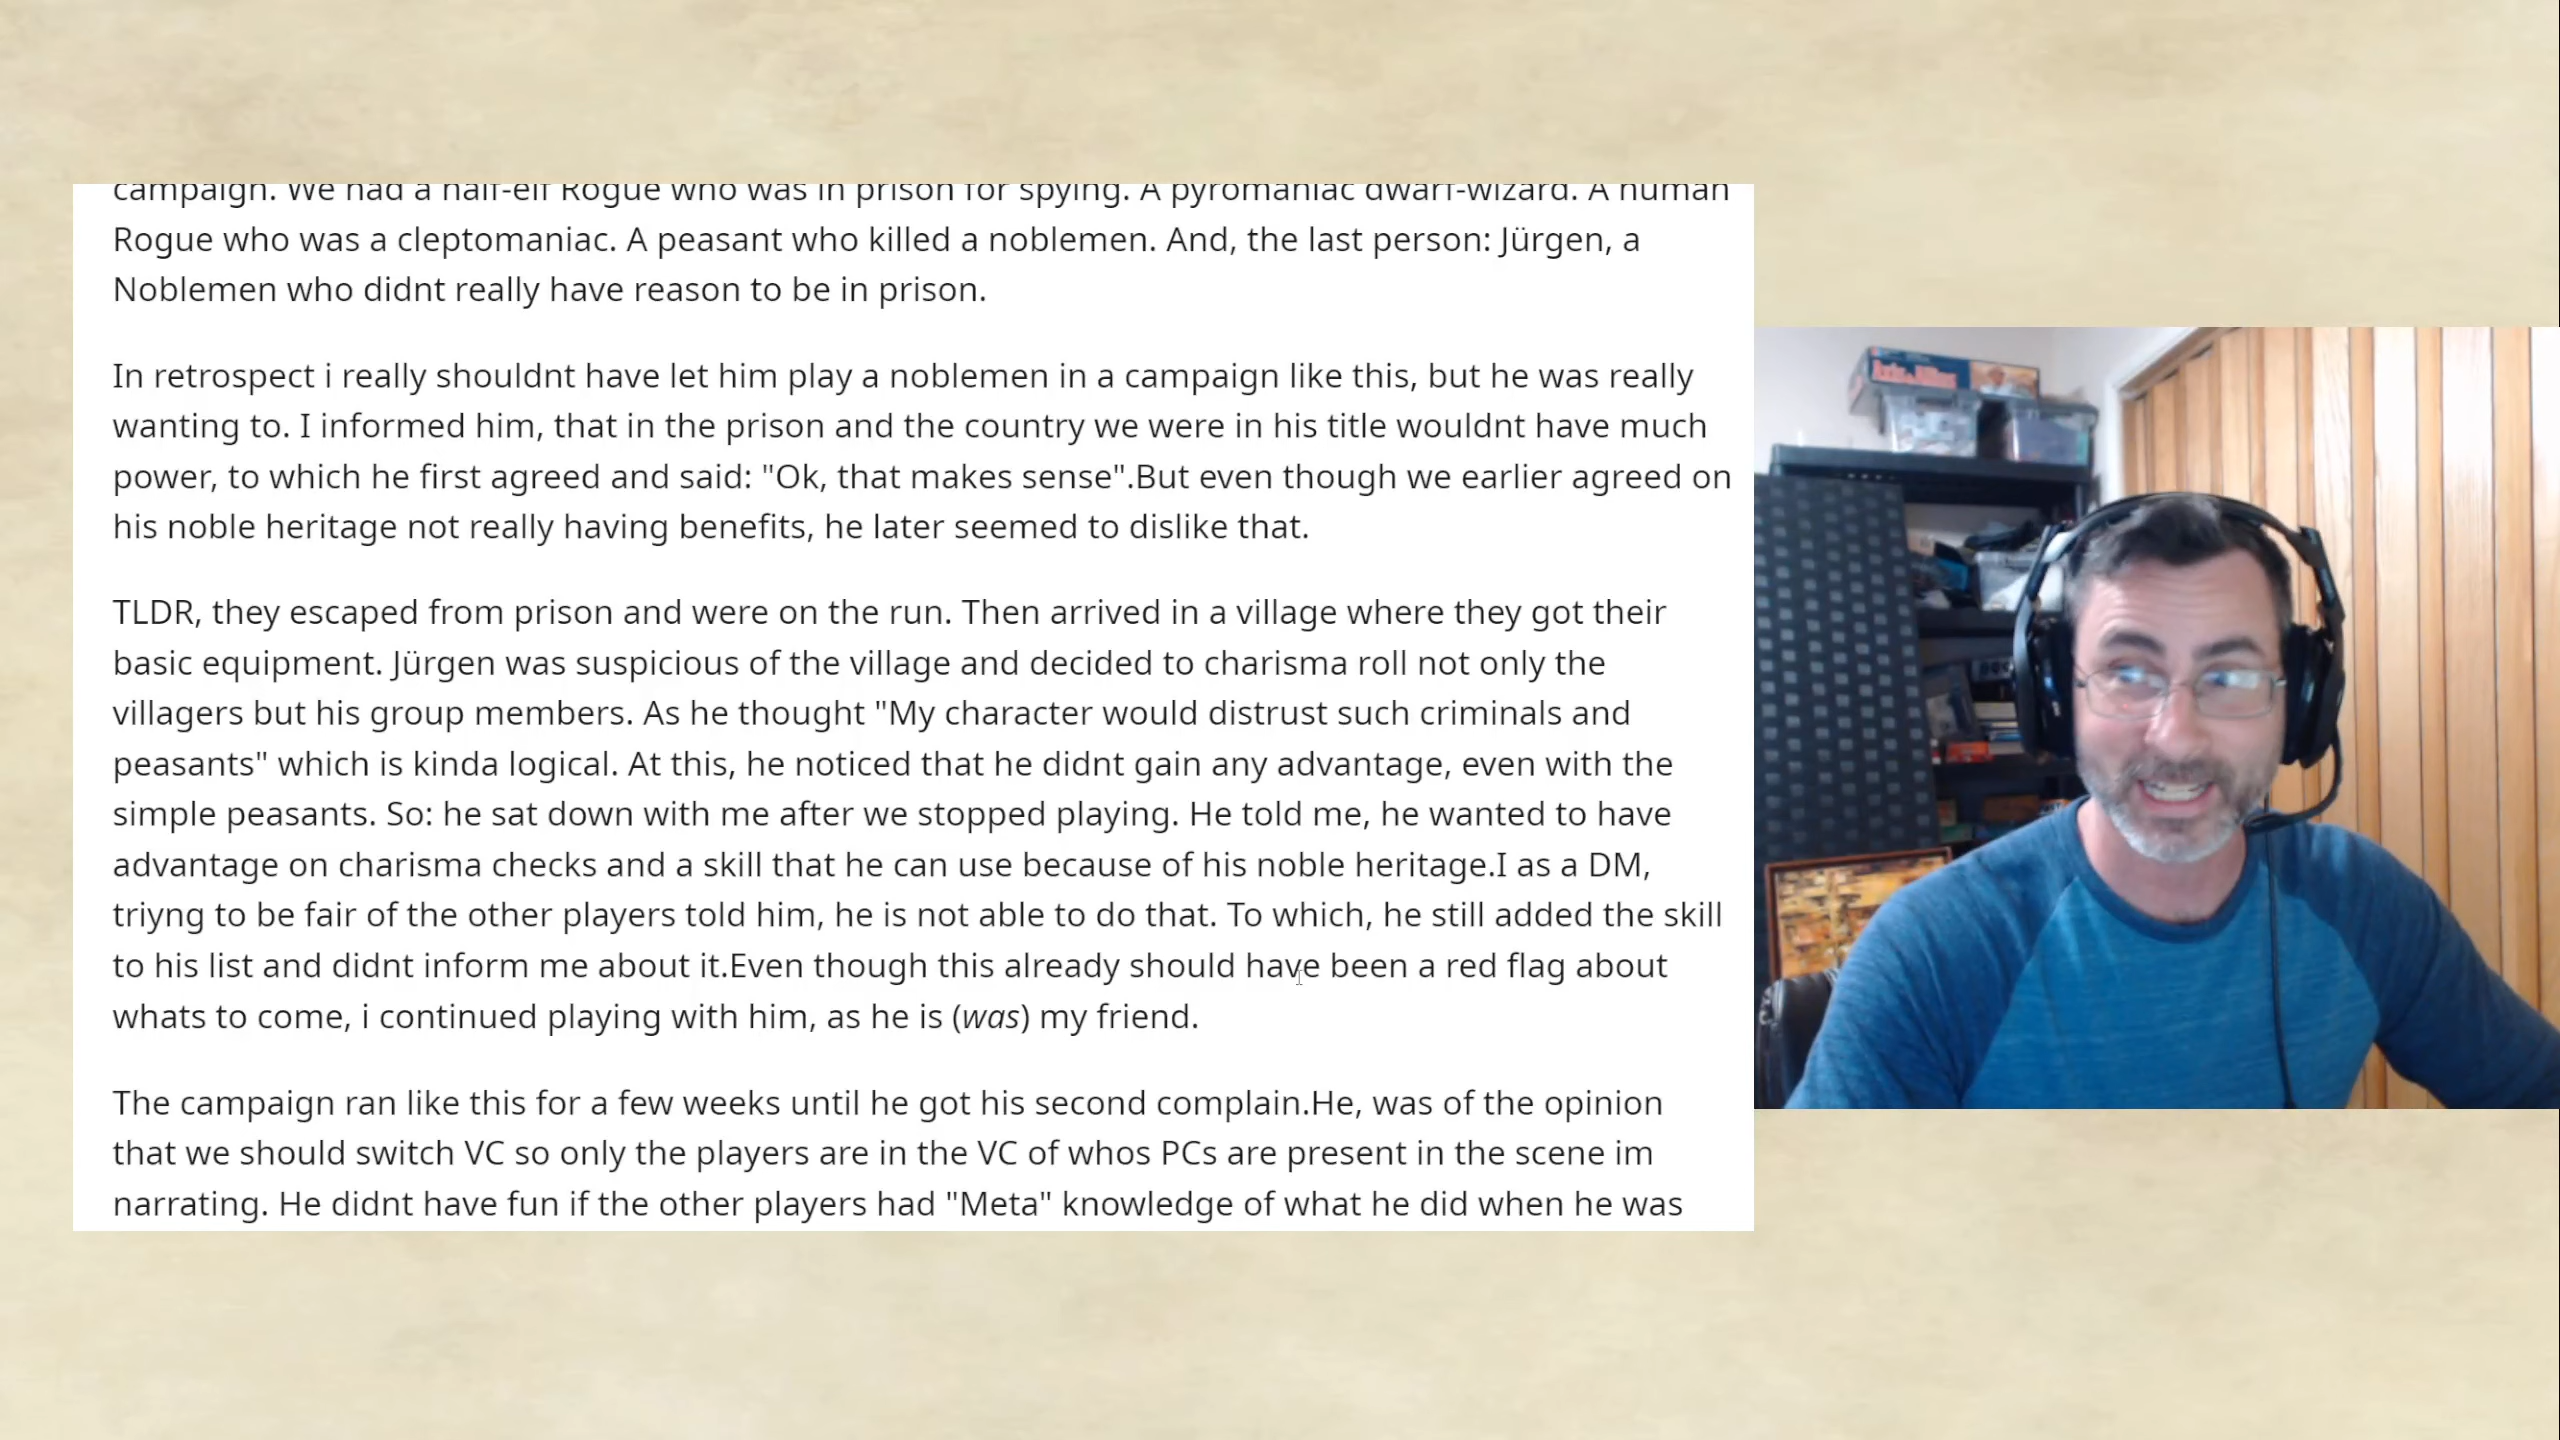 campaign. We had a half-elf Rogue who was in prison for spying. A pyromaniac dwarf-wizard. A human
Rogue who was a cleptomaniac. A peasant who killed a noblemen. And, the last person: Jürgen, a
Noblemen who didnt really have reason to be in prison.
In retrospect i really shouldnt have let him play a noblemen in a campaign like this, but he was really
wanting to. I informed him, that in the prison and the country we were in his title wouldnt have much
power, to which he first agreed and said: "Ok, that makes sense".But even though we earlier agreed on
his noble heritage not really having benefits, he later seemed to dislike that.
TLDR, they escaped from prison and were on the run. Then arrived in a village where they got their
basic equipment. Jürgen was suspicious of the village and decided to charisma roll not only the
villagers but his group members. As he thought "My character would distrust such criminals and
peasants" which is kinda logical. At this, he noticed that he didnt gain any advantage, even with the
simple peasants. So: he sat down with me after we stopped playing. He told me, he wanted to have
advantage on charisma checks and a skill that he can use because of his noble heritage.I as a DM,
triyng to be fair of the other players told him, he is not able to do that. To which, he still added the skill
to his list and didnt inform me about it.Even though this already should have been a red flag about
whats to come, i continued playing with him, as he is (was) my friend.
The campaign ran like this for a few weeks until he got his second complain.He, was of the opinion
that we should switch VC so only the players are in the VC of whos PCs are present in the scene im
narrating. He didnt have fun if the other players had "Meta" knowledge of what he did when he was
Axis & Allies